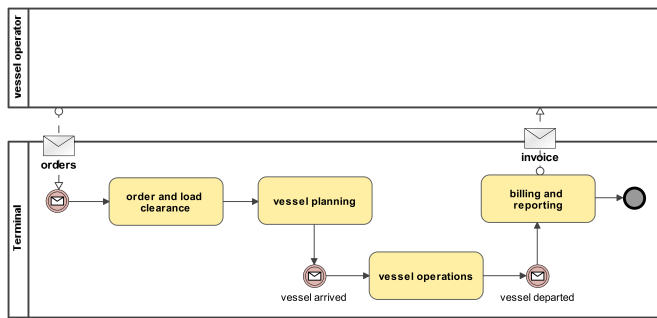 vessel operator
orders
invoice
Terminal
order and load
clearance
vessel planning
billing and
reporting
vessel operations
vessel arrived
vessel departed